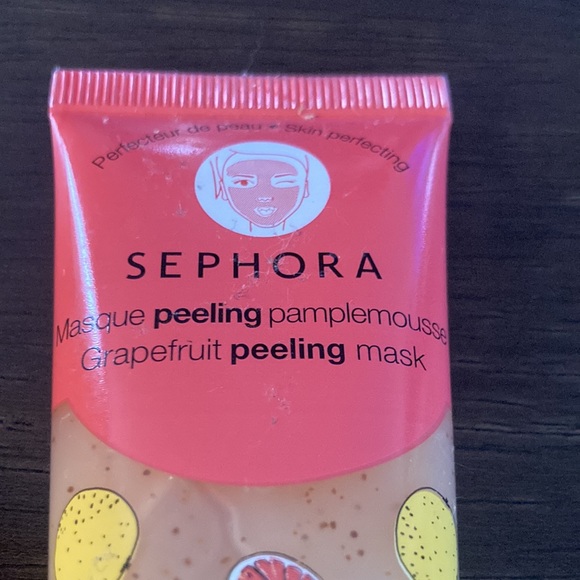 Perfecteur de peau • Skin perfecting
SEPHORA
Masque peeling pamplemousse
Grapefruit peeling mask